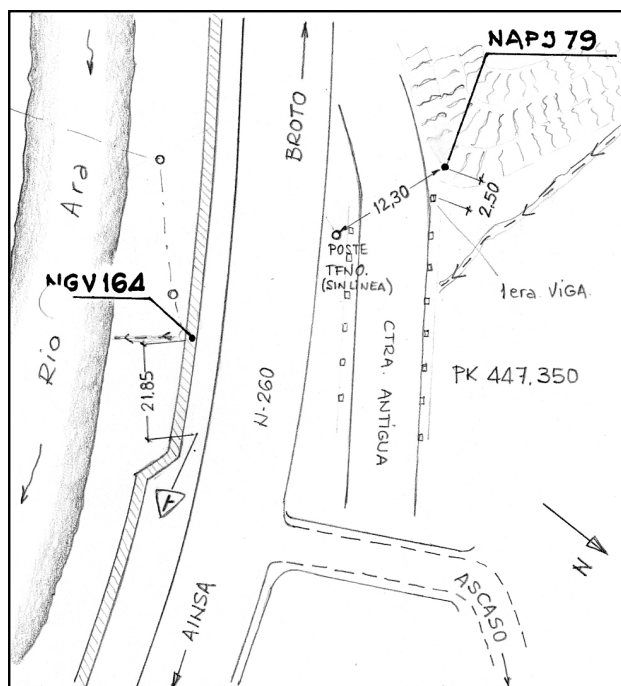 NAPJ 79
BROTO
Ara
12,30
2,50
POSTE
TFNO.
(SIN LINEA)
1era. VIGA.
NGV164
Rio
21,85
N-260
CTRA. ANTIGUA
PK 447,350
N
AINSA
ASCASO